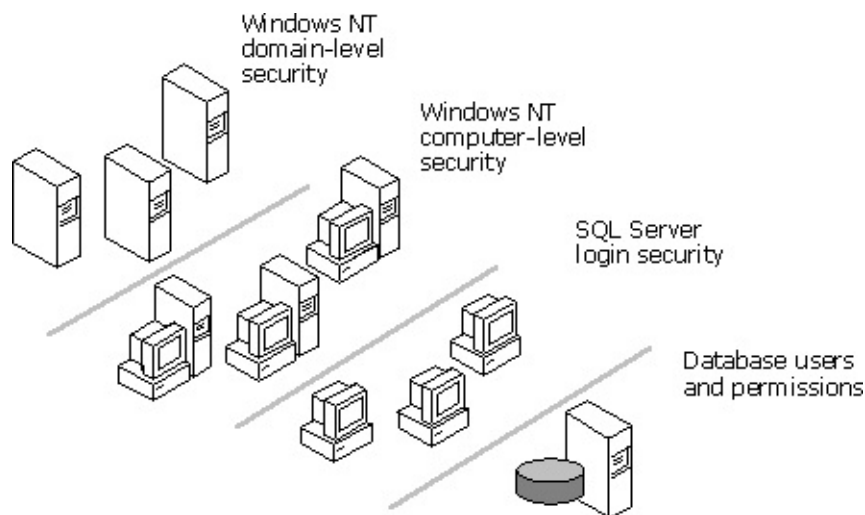 Windows NT
domain-level
security
Windows NT
computer-level
security
SQL Server
login security
Database users
and permissions